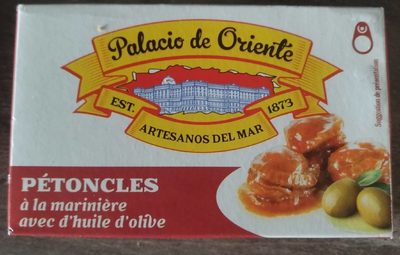 Palacio de Oriente
EST. 1873
ARTESANOS DEL MAR
Suggestion de présentation
PÉTONCLES
à la marinière
avec d'huile d'olive